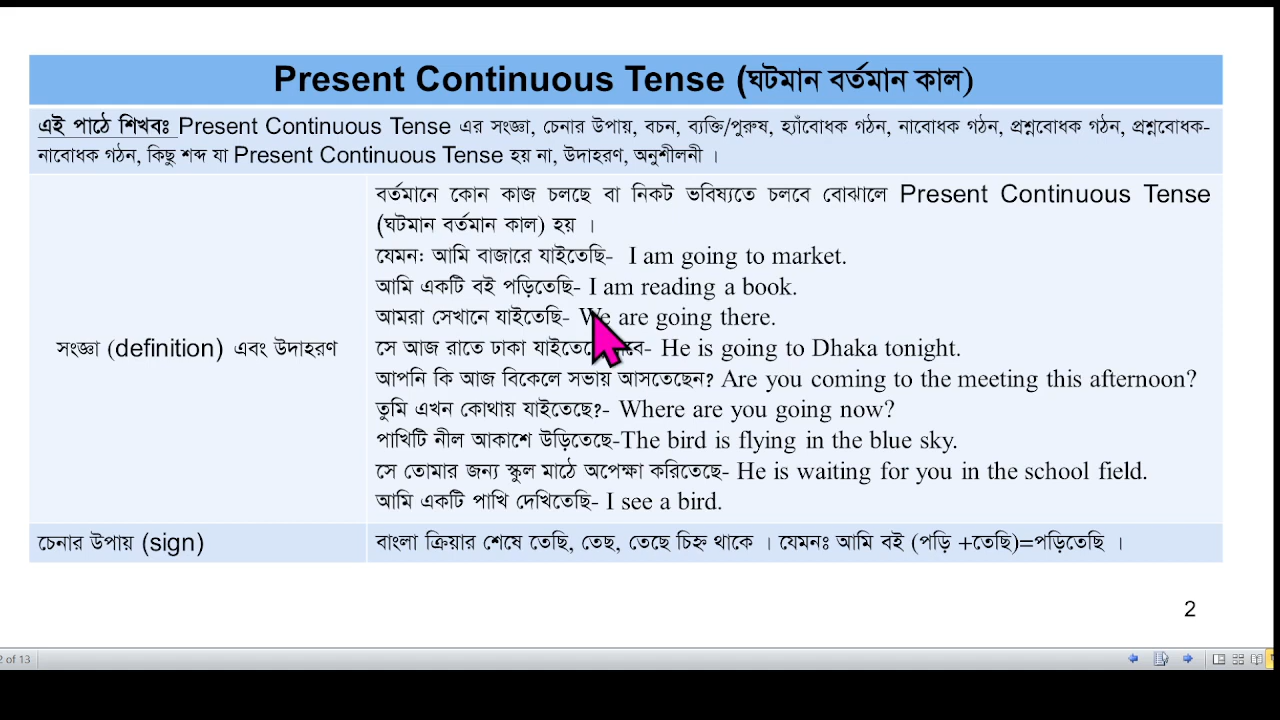 Present Continuous Tense (ঘটমান বর্তমান কাল)
এই পাঠে শিখবঃ Present Continuous Tense এর সংজ্ঞা, চেনার উপায়, বচন, ব্যক্তি/পুরুষ, হ্যাঁবোধক গঠন, নাবোধক গঠন, প্রশ্নবোধক গঠন, প্রশ্নবোধক-
নাবোধক গঠন, কিছু শব্দ যা Present Continuous Tense হয় না, উদাহরণ, অনুশীলনী ।
সংজ্ঞা (definition) এবং উদাহরণ
বর্তমানে কোন কাজ চলছে বা নিকট ভবিষ্যতে চলবে বোঝালে Present Continuous Tense
(ঘটমান বর্তমান কাল) হয় ।
যেমন: আমি বাজারে যাইতেছি- I am going to market.
আমি একটি বই পড়িতেছি- I am reading a book.
আমরা সেখানে যাইতেছি- We are going there.
সে আজ রাতে ঢাকা - He is going to Dhaka tonight.
আপনি কি আজ বিকেলে সভায় আসতেছেন? Are you coming to the meeting this afternoon?
তুমি এখন কোথায় যাইতেছে?- Where are you going now?
পাখিটি নীল আকাশে উড়িতেছে-The bird is flying in the blue sky.
সে তোমার জন্য স্কুল মাঠে অপেক্ষা করিতেছে- He is waiting for you in the school field.
আমি একটি পাখি দেখিতেছি- I see a bird.
চেনার উপায় (sign)
বাংলা ক্রিয়ার শেষে তেছি, তেছ, তেছে চিহ্ন থাকে । যেমনঃ আমি বই (পড়ি +তেছি)=পড়িতেছি ।
2
2 of 13